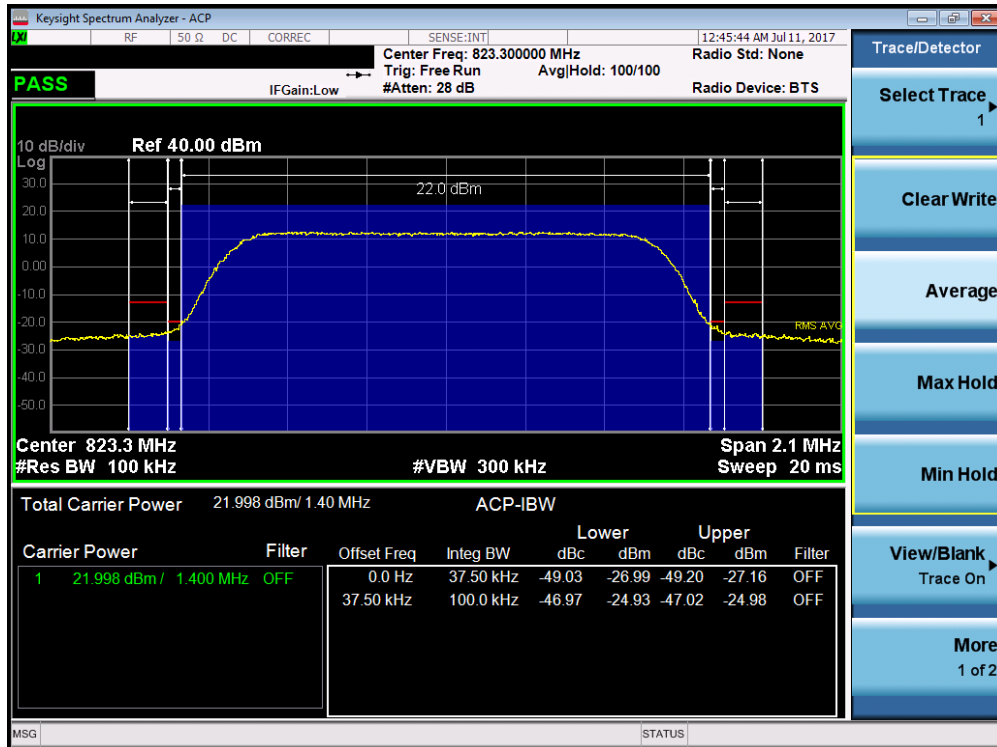 Keysight Spectrum Analyzer - ACP
LXI RF 50 Ω DC CORREC SENSE:INT 12:45:44 AM Jul 11, 2017
Center Freq: 823.300000 MHz Radio Std: None
Trig: Free Run Avg|Hold: 100/100
PASS IFGain:Low #Atten: 28 dB Radio Device: BTS
10 dB/div Ref 40.00 dBm
Log
30.0
22.0 dBm
20.0
10.0
0.00
-10.0
-20.0
RMS AVG
-30.0
-40.0
-50.0
Center 823.3 MHz Span 2.1 MHz
#Res BW 100 kHz #VBW 300 kHz Sweep 20 ms
Total Carrier Power 21.998 dBm/ 1.40 MHz ACP-IBW
Lower Upper
Carrier Power Filter Offset Freq Integ BW dBc dBm dBc dBm Filter
1 21.998 dBm / 1.400 MHz OFF 0.0 Hz 37.50 kHz -49.03 -26.99 -49.20 -27.16 OFF
37.50 kHz 100.0 kHz -46.97 -24.93 -47.02 -24.98 OFF
MSG STATUS
Trace/Detector
Select Trace
1
Clear Write
Average
Max Hold
Min Hold
View/Blank
Trace On
More
1 of 2